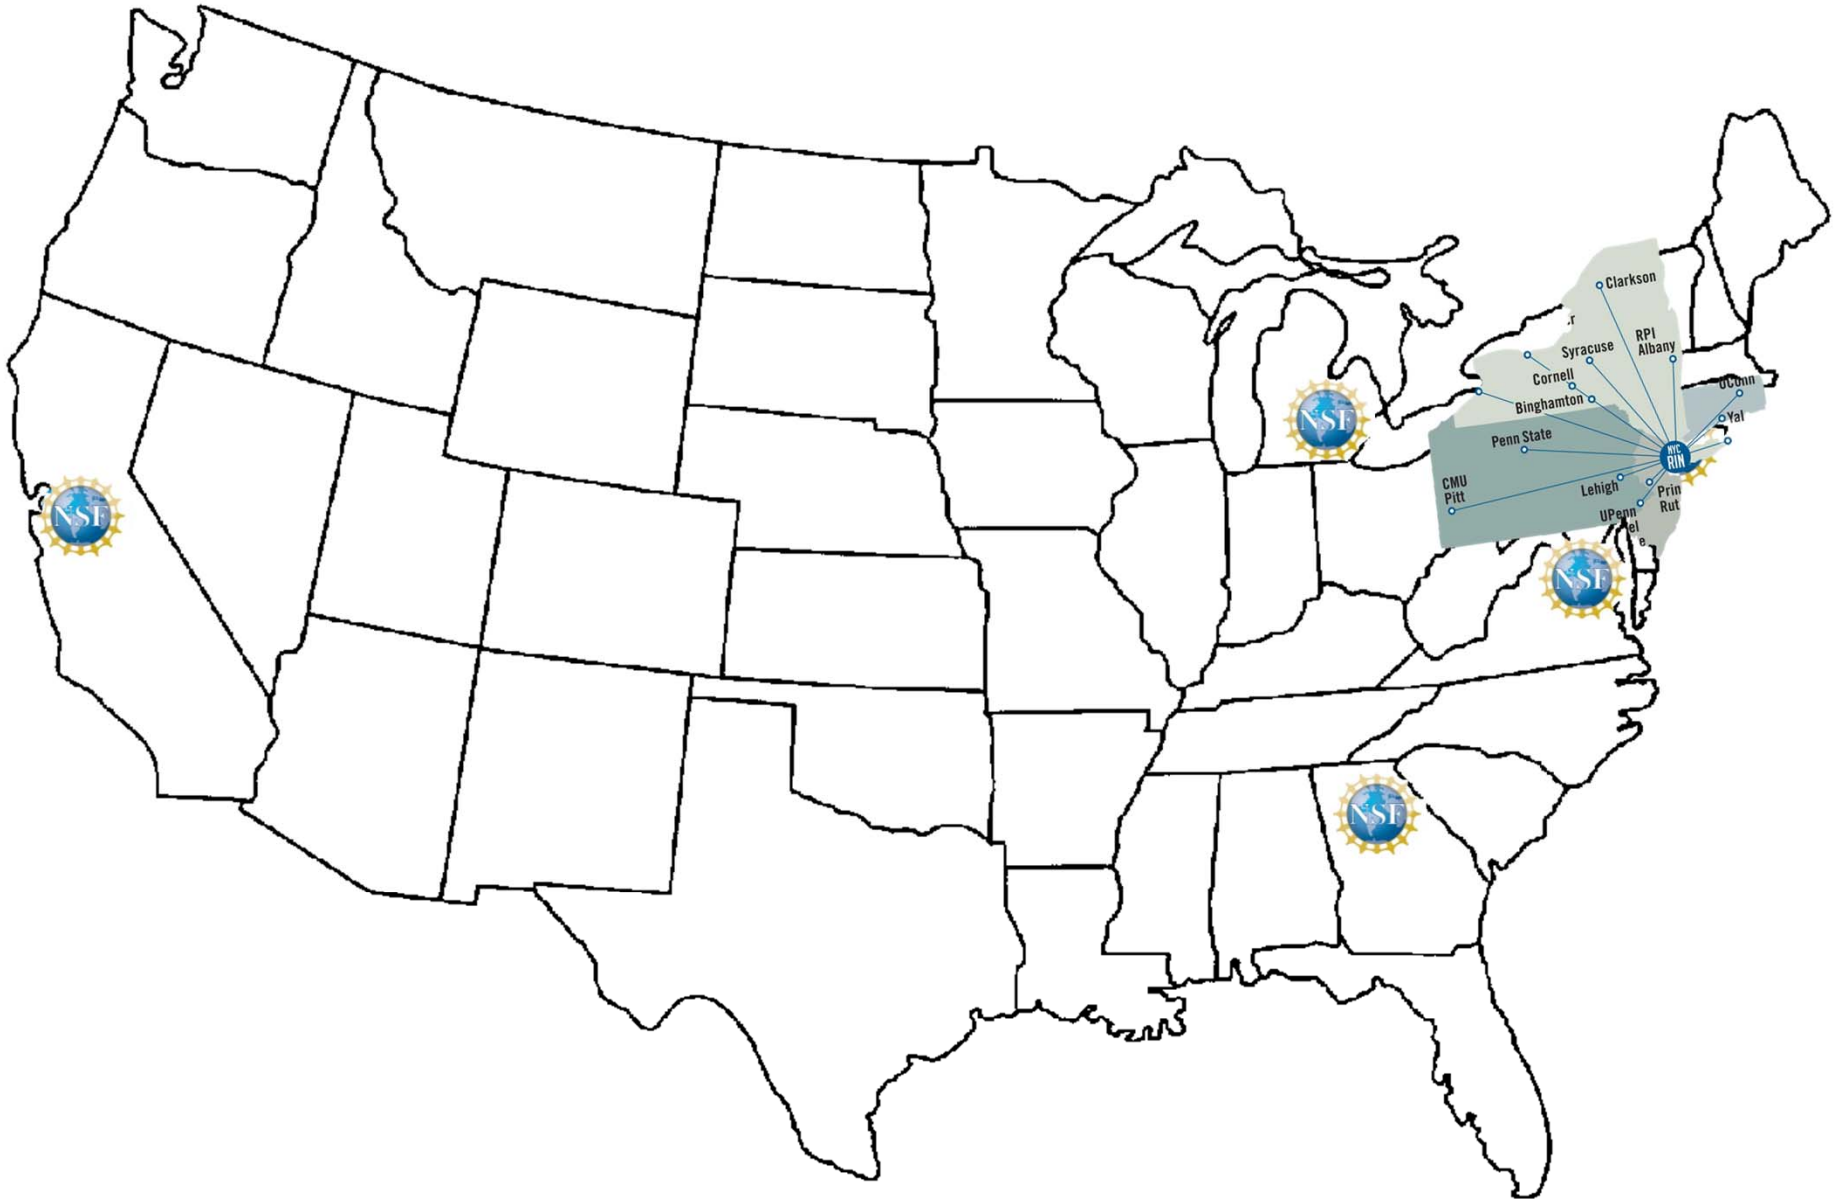 Clarkson
RPI
Albany
Syracuse
Cornell
Binghamton
UConn
Yal
Penn State
NYC
RIN
CMU
Pitt
Lehigh
Prin
Rut
UPenn
el
e
r
NSF
NSF
NSF
NSF